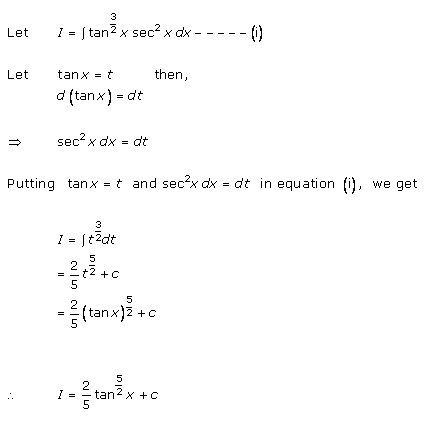 Let I = ∫ tan^(3/2) x sec² x dx – – – – – (i)
Let tan x = t then,
d (tan x) = dt
⇒ sec² x dx = dt
Putting tan x = t and sec² x dx = dt in equation (i), we get
I = ∫ t^(3/2) dt
= 2/5 t^(5/2) + c
= 2/5 (tan x)^(5/2) + c
∴ I = 2/5 tan^(5/2) x + c